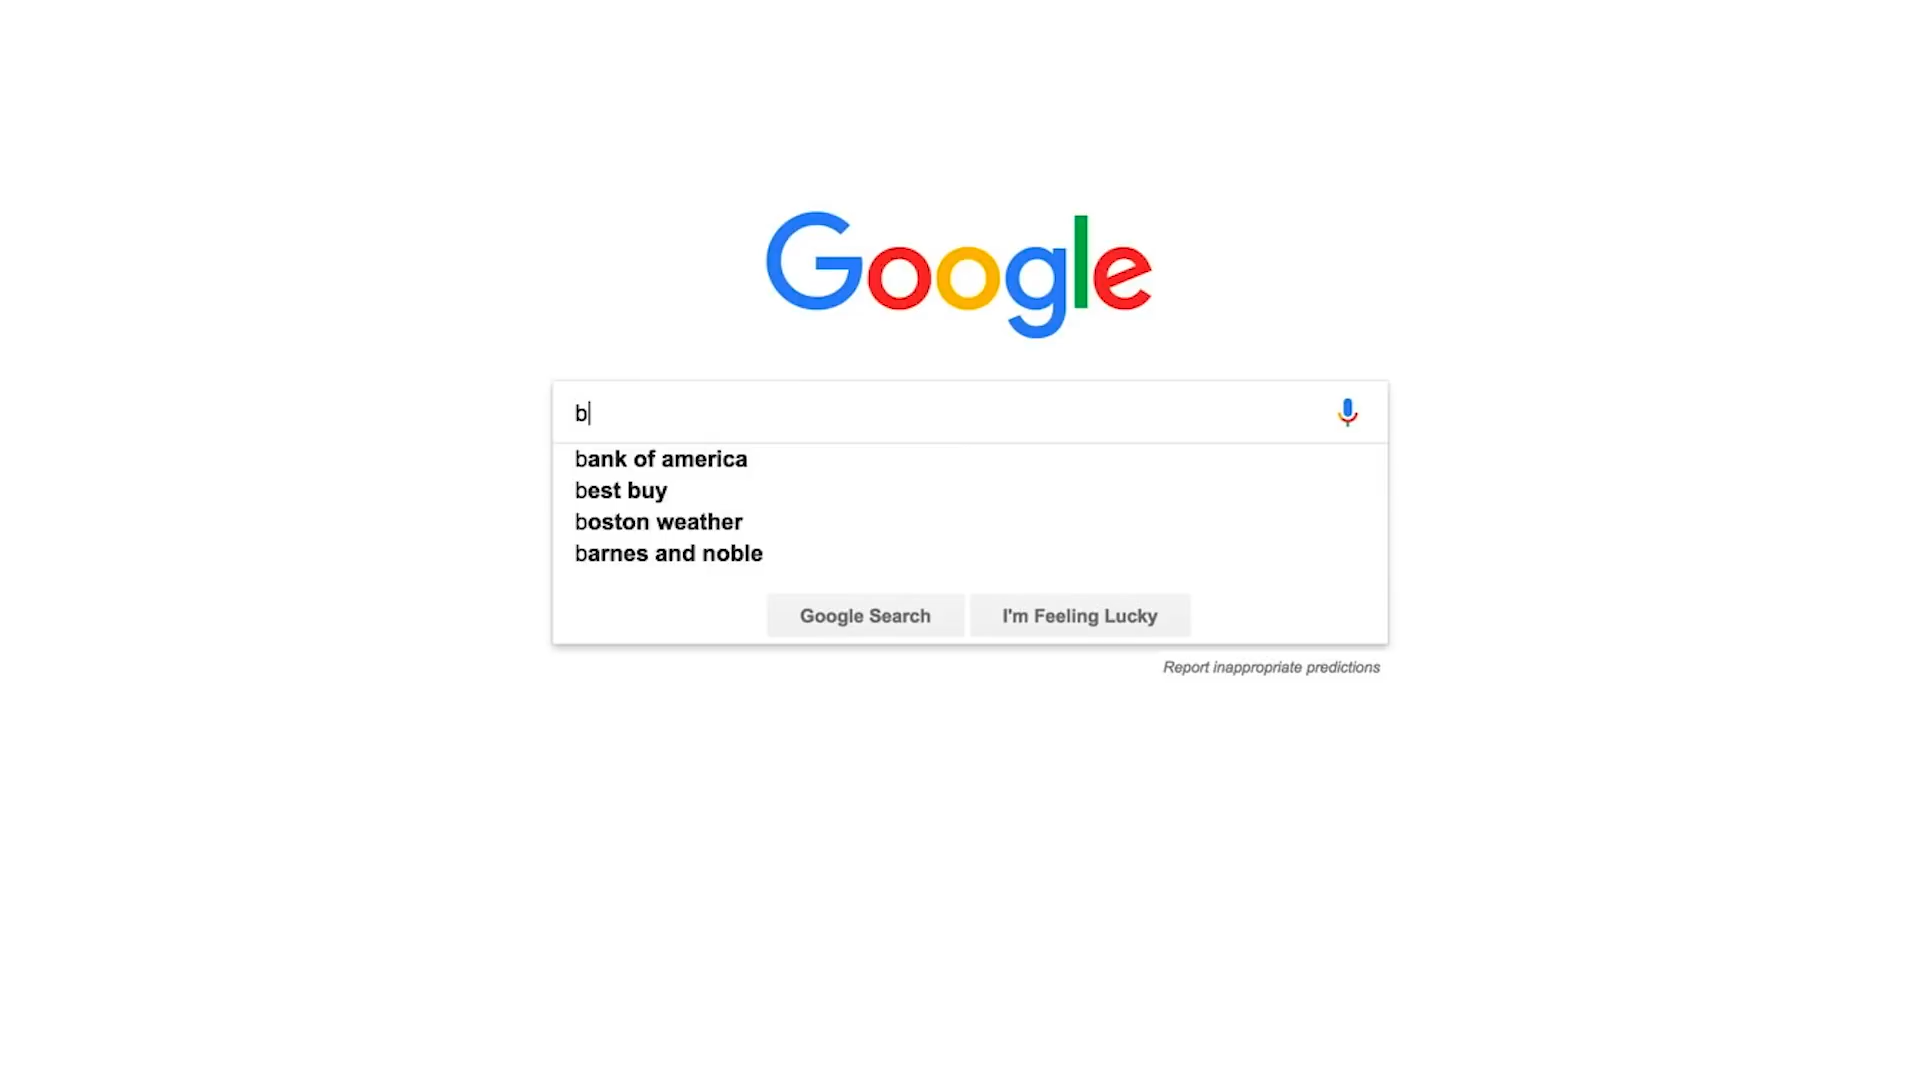 Google
b
bank of america
best buy
boston weather
barnes and noble
Google Search I'm Feeling Lucky
Report inappropriate predictions